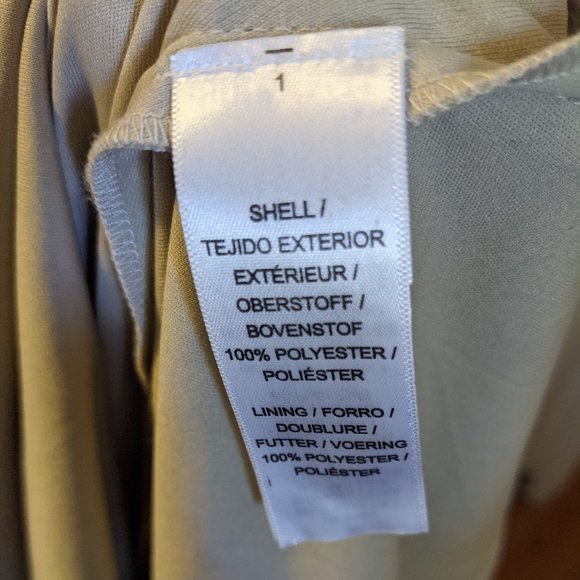 1
SHELL /
TEJIDO EXTERIOR
EXTÉRIEUR /
OBERSTOFF /
BOVENSTOF
100% POLYESTER /
POLIÉSTER
LINING / FORRO /
DOUBLURE /
FUTTER / VOERING
100% POLYESTER /
POLIÉSTER